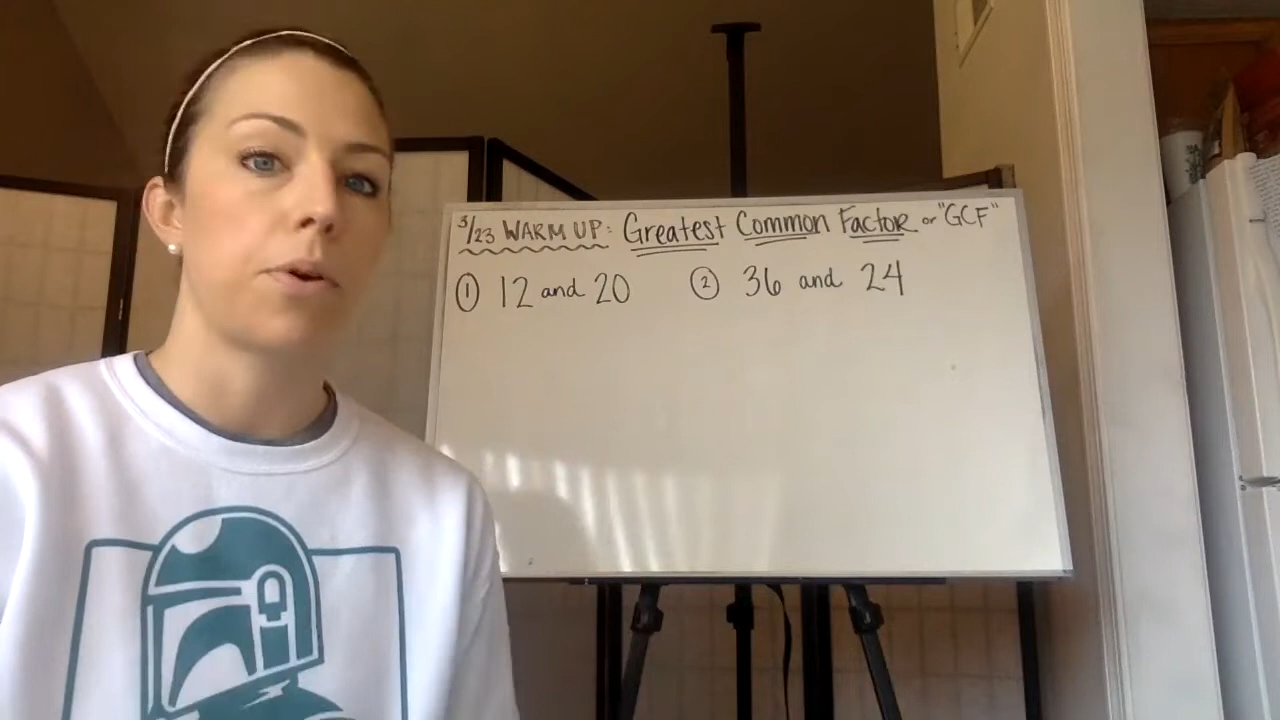 3/23 WARM UP: Greatest Common Factor or "GCF"
① 12 and 20 ② 36 and 24